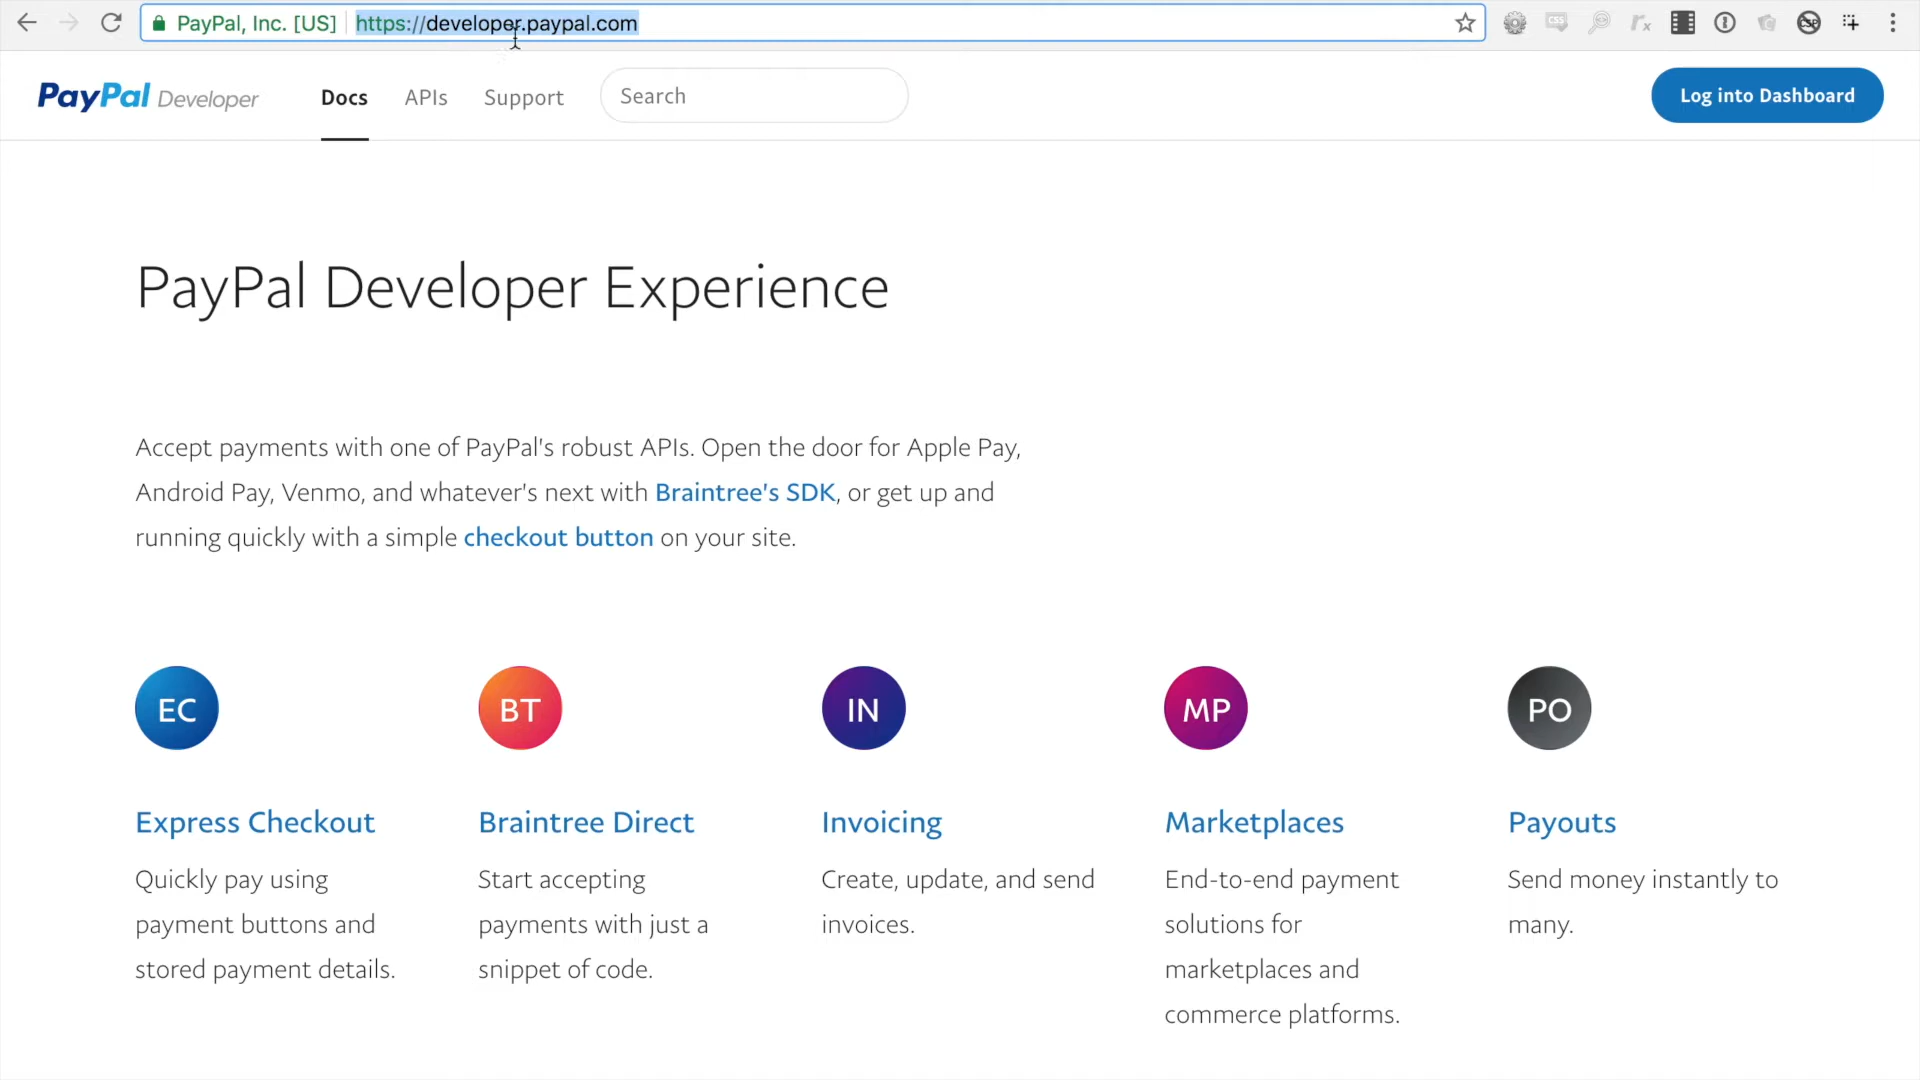 PayPal, Inc. [US] https://developer.paypal.com
PayPal Developer Docs APIs Support Search Log into Dashboard
PayPal Developer Experience
Accept payments with one of PayPal's robust APIs. Open the door for Apple Pay,
Android Pay, Venmo, and whatever's next with Braintree's SDK, or get up and
running quickly with a simple checkout button on your site.
EC BT IN MP PO
Express Checkout
Quickly pay using
payment buttons and
stored payment details.
Braintree Direct
Start accepting
payments with just a
snippet of code.
Invoicing
Create, update, and send
invoices.
Marketplaces
End-to-end payment
solutions for
marketplaces and
commerce platforms.
Payouts
Send money instantly to
many.